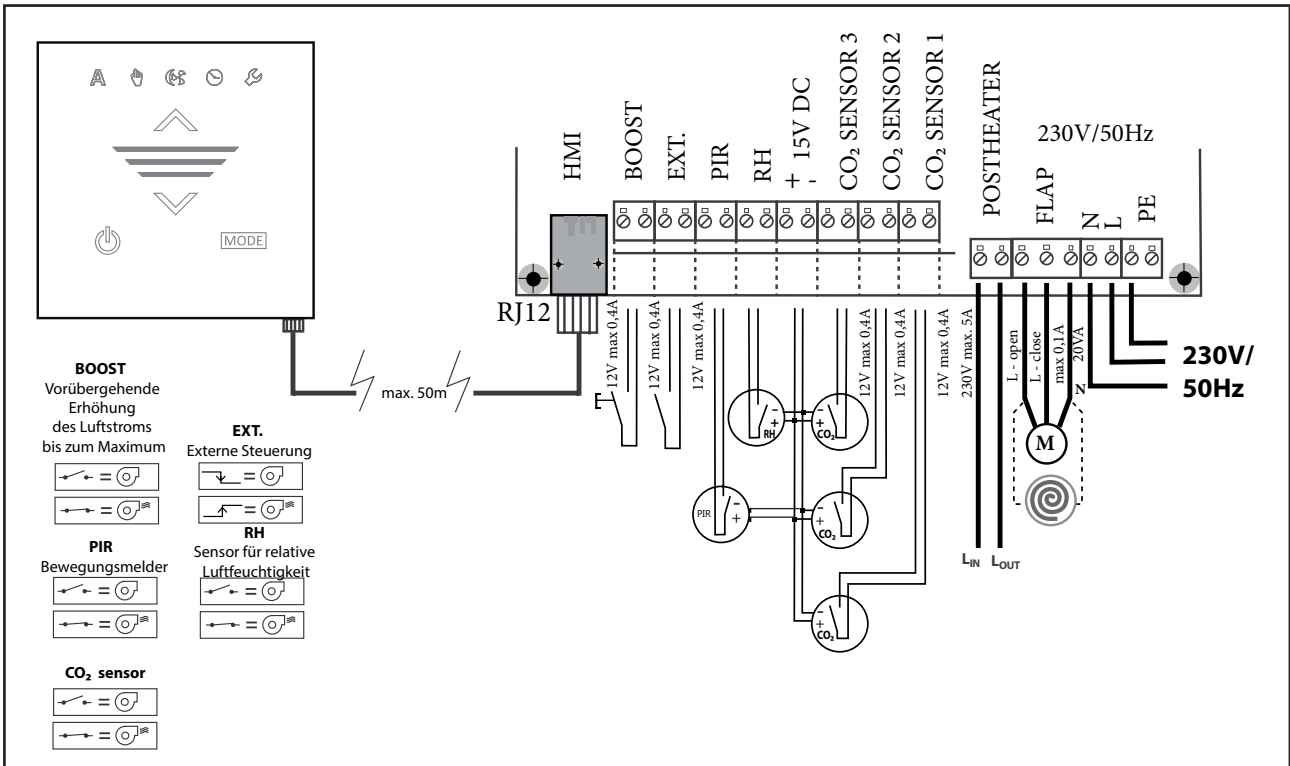 A
MODE
RJ12
max. 50m
HMI
BOOST
EXT.
PIR
RH
+ 15V DC -
CO₂ SENSOR 3
CO₂ SENSOR 2
CO₂ SENSOR 1
POSTHEATER
230V/50Hz
FLAP
N
L
PE
12V max 0,4A
12V max 0,4A
12V max 0,4A
12V max 0,4A
12V max 0,4A
12V max 0,4A
230V max. 5A
L - open
L - close
max 0,1A
20VA
N
230V/
50Hz
- + RH
- + CO₂
PIR - +
- + CO₂
- + CO₂
M
LIN LOUT
BOOST
Vorübergehende
Erhöhung
des Luftstroms
bis zum Maximum
=
=
EXT.
Externe Steuerung
=
=
PIR
Bewegungsmelder
=
=
RH
Sensor für relative
Luftfeuchtigkeit
=
=
CO₂ sensor
=
=